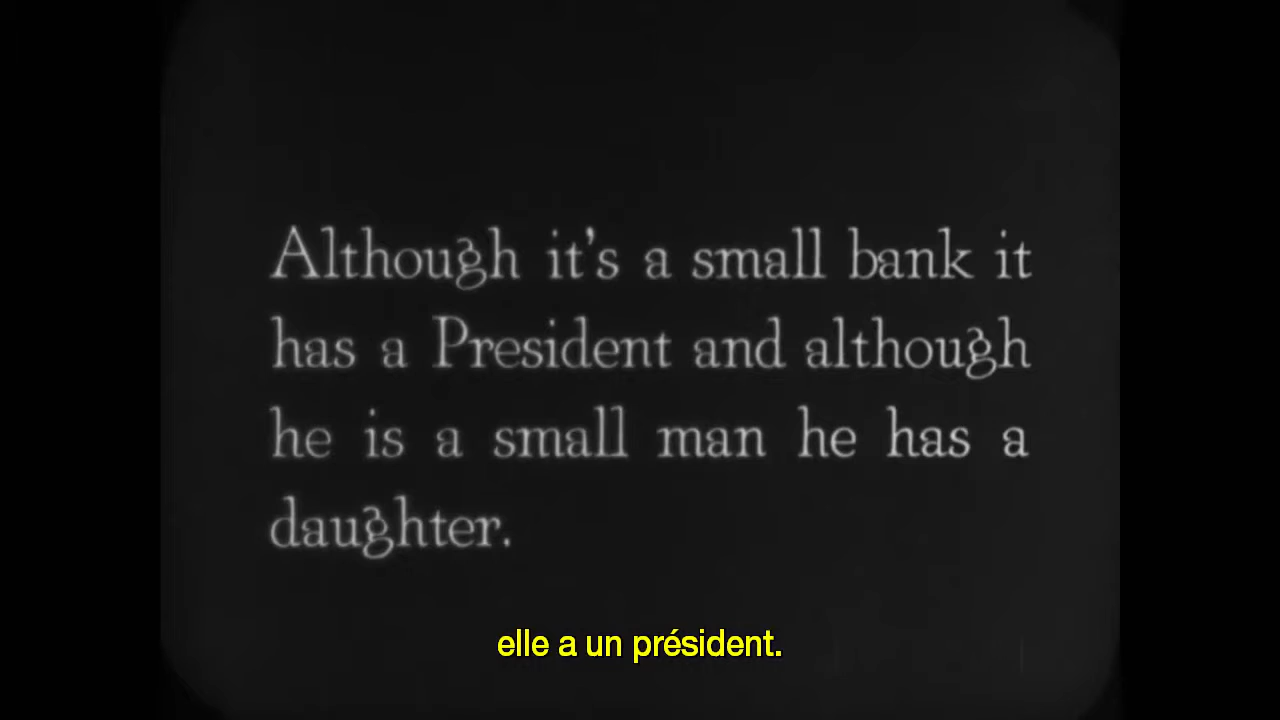 Although it's a small bank it
has a President and although
he is a small man he has a
daughter.
elle a un président.